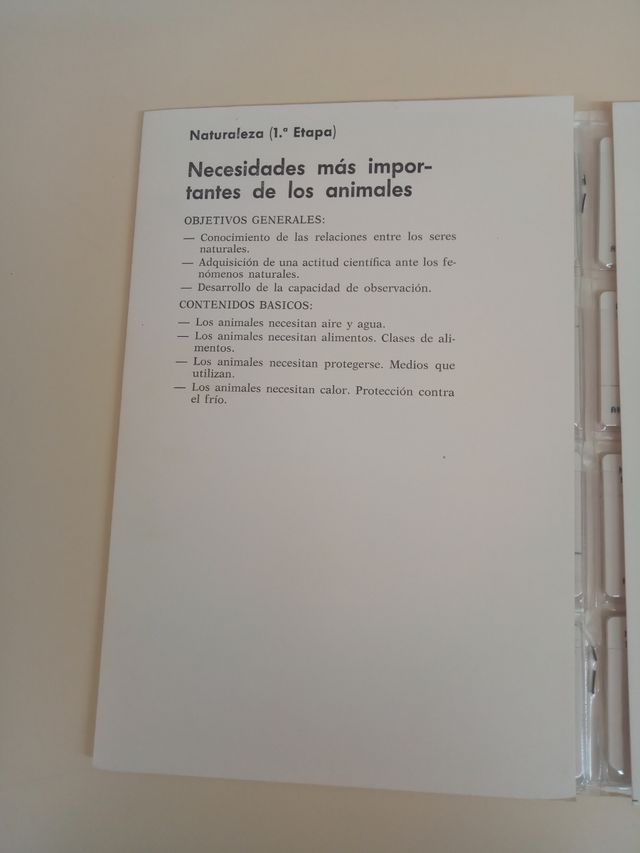 Naturaleza (1.ª Etapa)
Necesidades más impor-
tantes de los animales
OBJETIVOS GENERALES:
— Conocimiento de las relaciones entre los seres
naturales.
— Adquisición de una actitud científica ante los fe-
nómenos naturales.
— Desarrollo de la capacidad de observación.
CONTENIDOS BASICOS:
— Los animales necesitan aire y agua.
— Los animales necesitan alimentos. Clases de ali-
mentos.
— Los animales necesitan protegerse. Medios que
utilizan.
— Los animales necesitan calor. Protección contra
el frío.